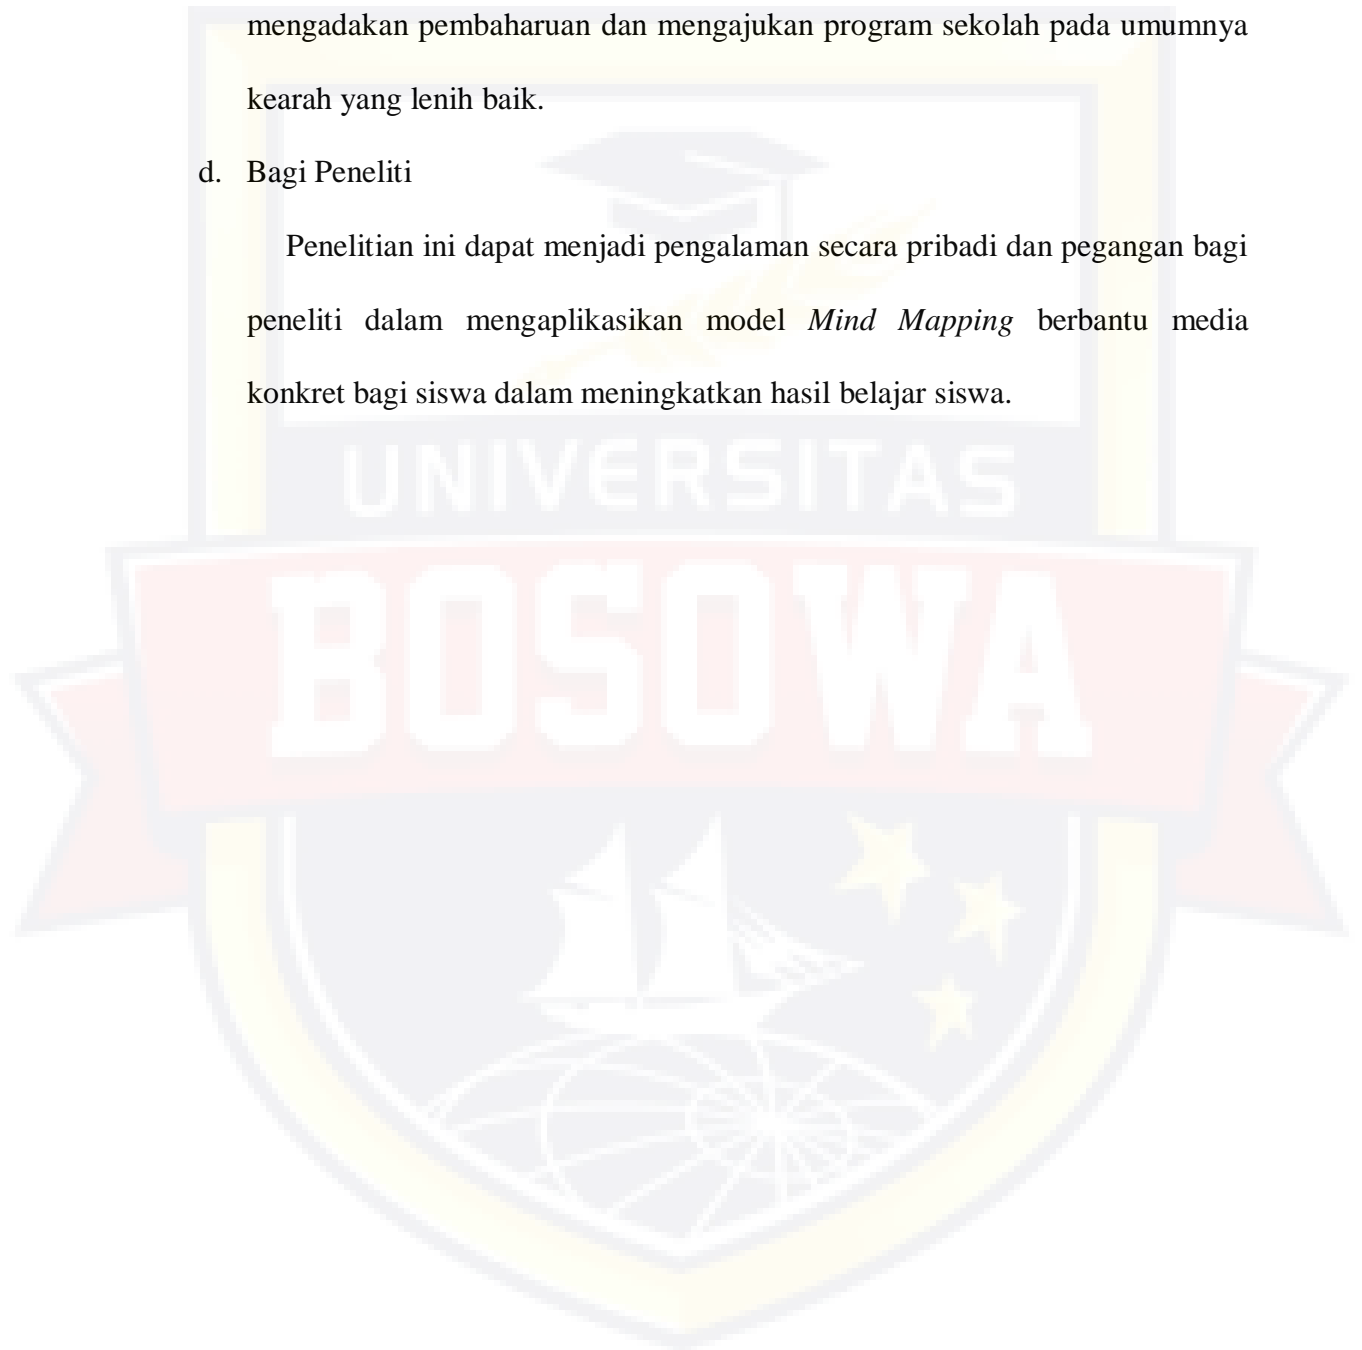 mengadakan pembaharuan dan mengajukan program sekolah pada umumnya
kearah yang lenih baik.
d. Bagi Peneliti
Penelitian ini dapat menjadi pengalaman secara pribadi dan pegangan bagi
peneliti dalam mengaplikasikan model Mind Mapping berbantu media
konkret bagi siswa dalam meningkatkan hasil belajar siswa.
UNIVERSITAS
BOSOWA